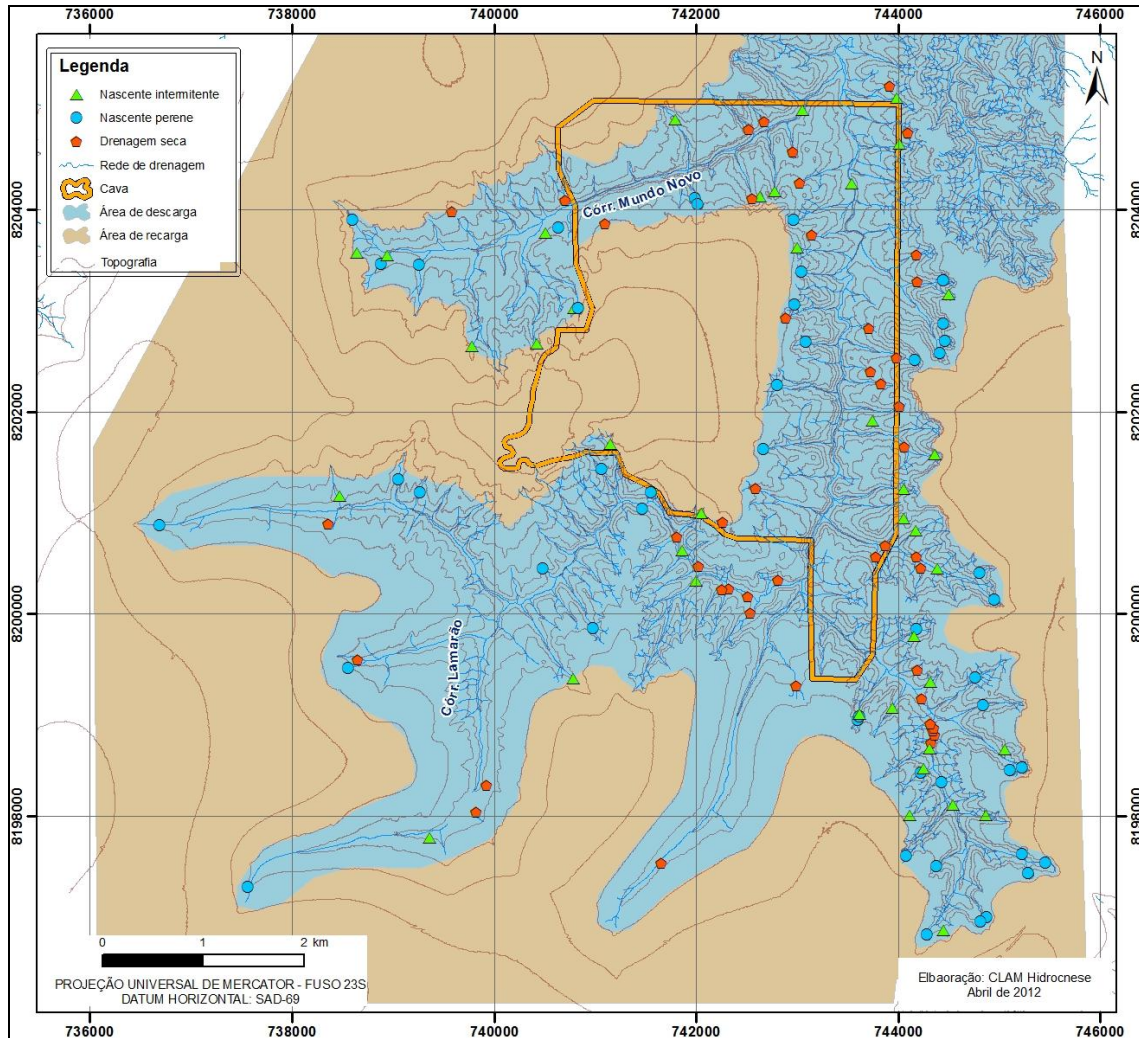 736000 738000 740000 742000 744000 746000
N
Legenda
Nascente intermitente
Nascente perene
Drenagem seca
Rede de drenagem
Cava
Área de descarga
Área de recarga
Topografia
Córr. Mundo Novo
Córr. Lamarão
8204000 8204000
8202000 8202000
8200000 8200000
8198000 8198000
0 1 2 km
PROJEÇÃO UNIVERSAL DE MERCATOR - FUSO 23S
DATUM HORIZONTAL: SAD-69
Elbaoração: CLAM Hidrocnese
Abril de 2012
736000 738000 740000 742000 744000 746000